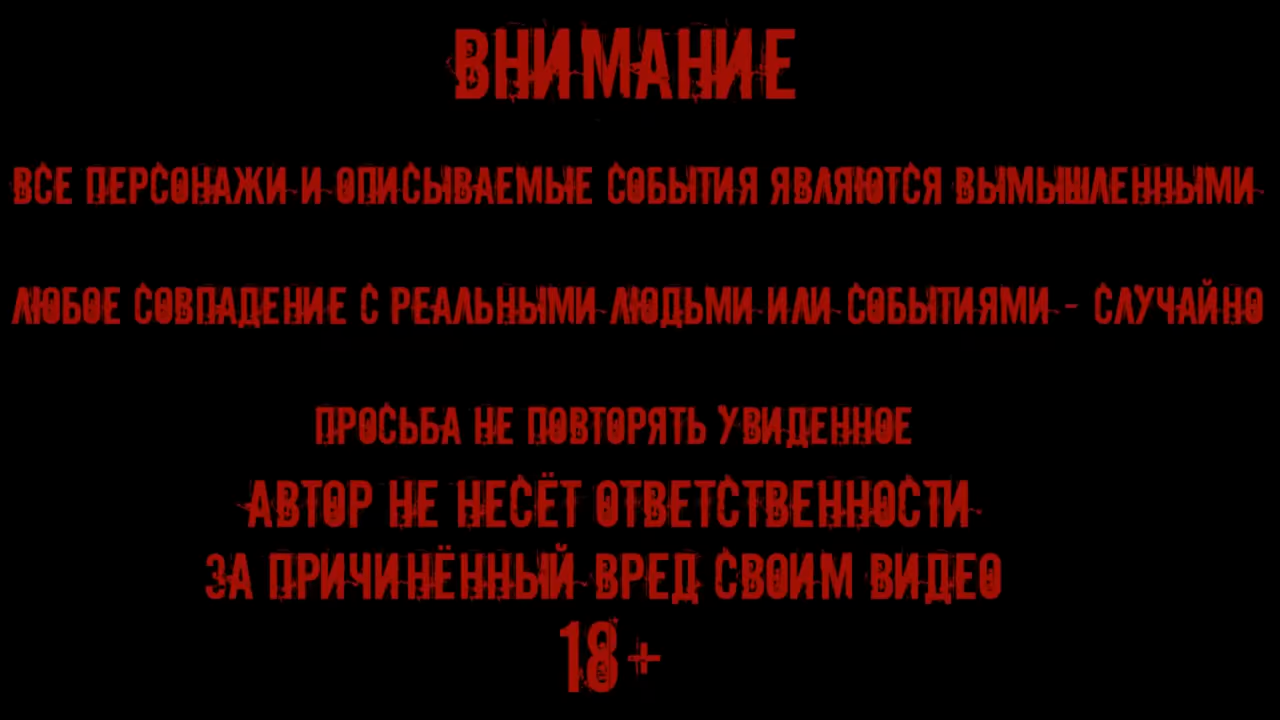 ВНИМАНИЕ
ВСЕ ПЕРСОНАЖИ И ОПИСЫВАЕМЫЕ СОБЫТИЯ ЯВЛЯЮТСЯ ВЫМЫШЛЕННЫМИ
ЛЮБОЕ СОВПАДЕНИЕ С РЕАЛЬНЫМИ ЛЮДЬМИ ИЛИ СОБЫТИЯМИ - СЛУЧАЙНО
ПРОСЬБА НЕ ПОВТОРЯТЬ УВИДЕННОЕ
АВТОР НЕ НЕСЁТ ОТВЕТСТВЕННОСТИ
ЗА ПРИЧИНЁННЫЙ ВРЕД СВОИМ ВИДЕО
18+